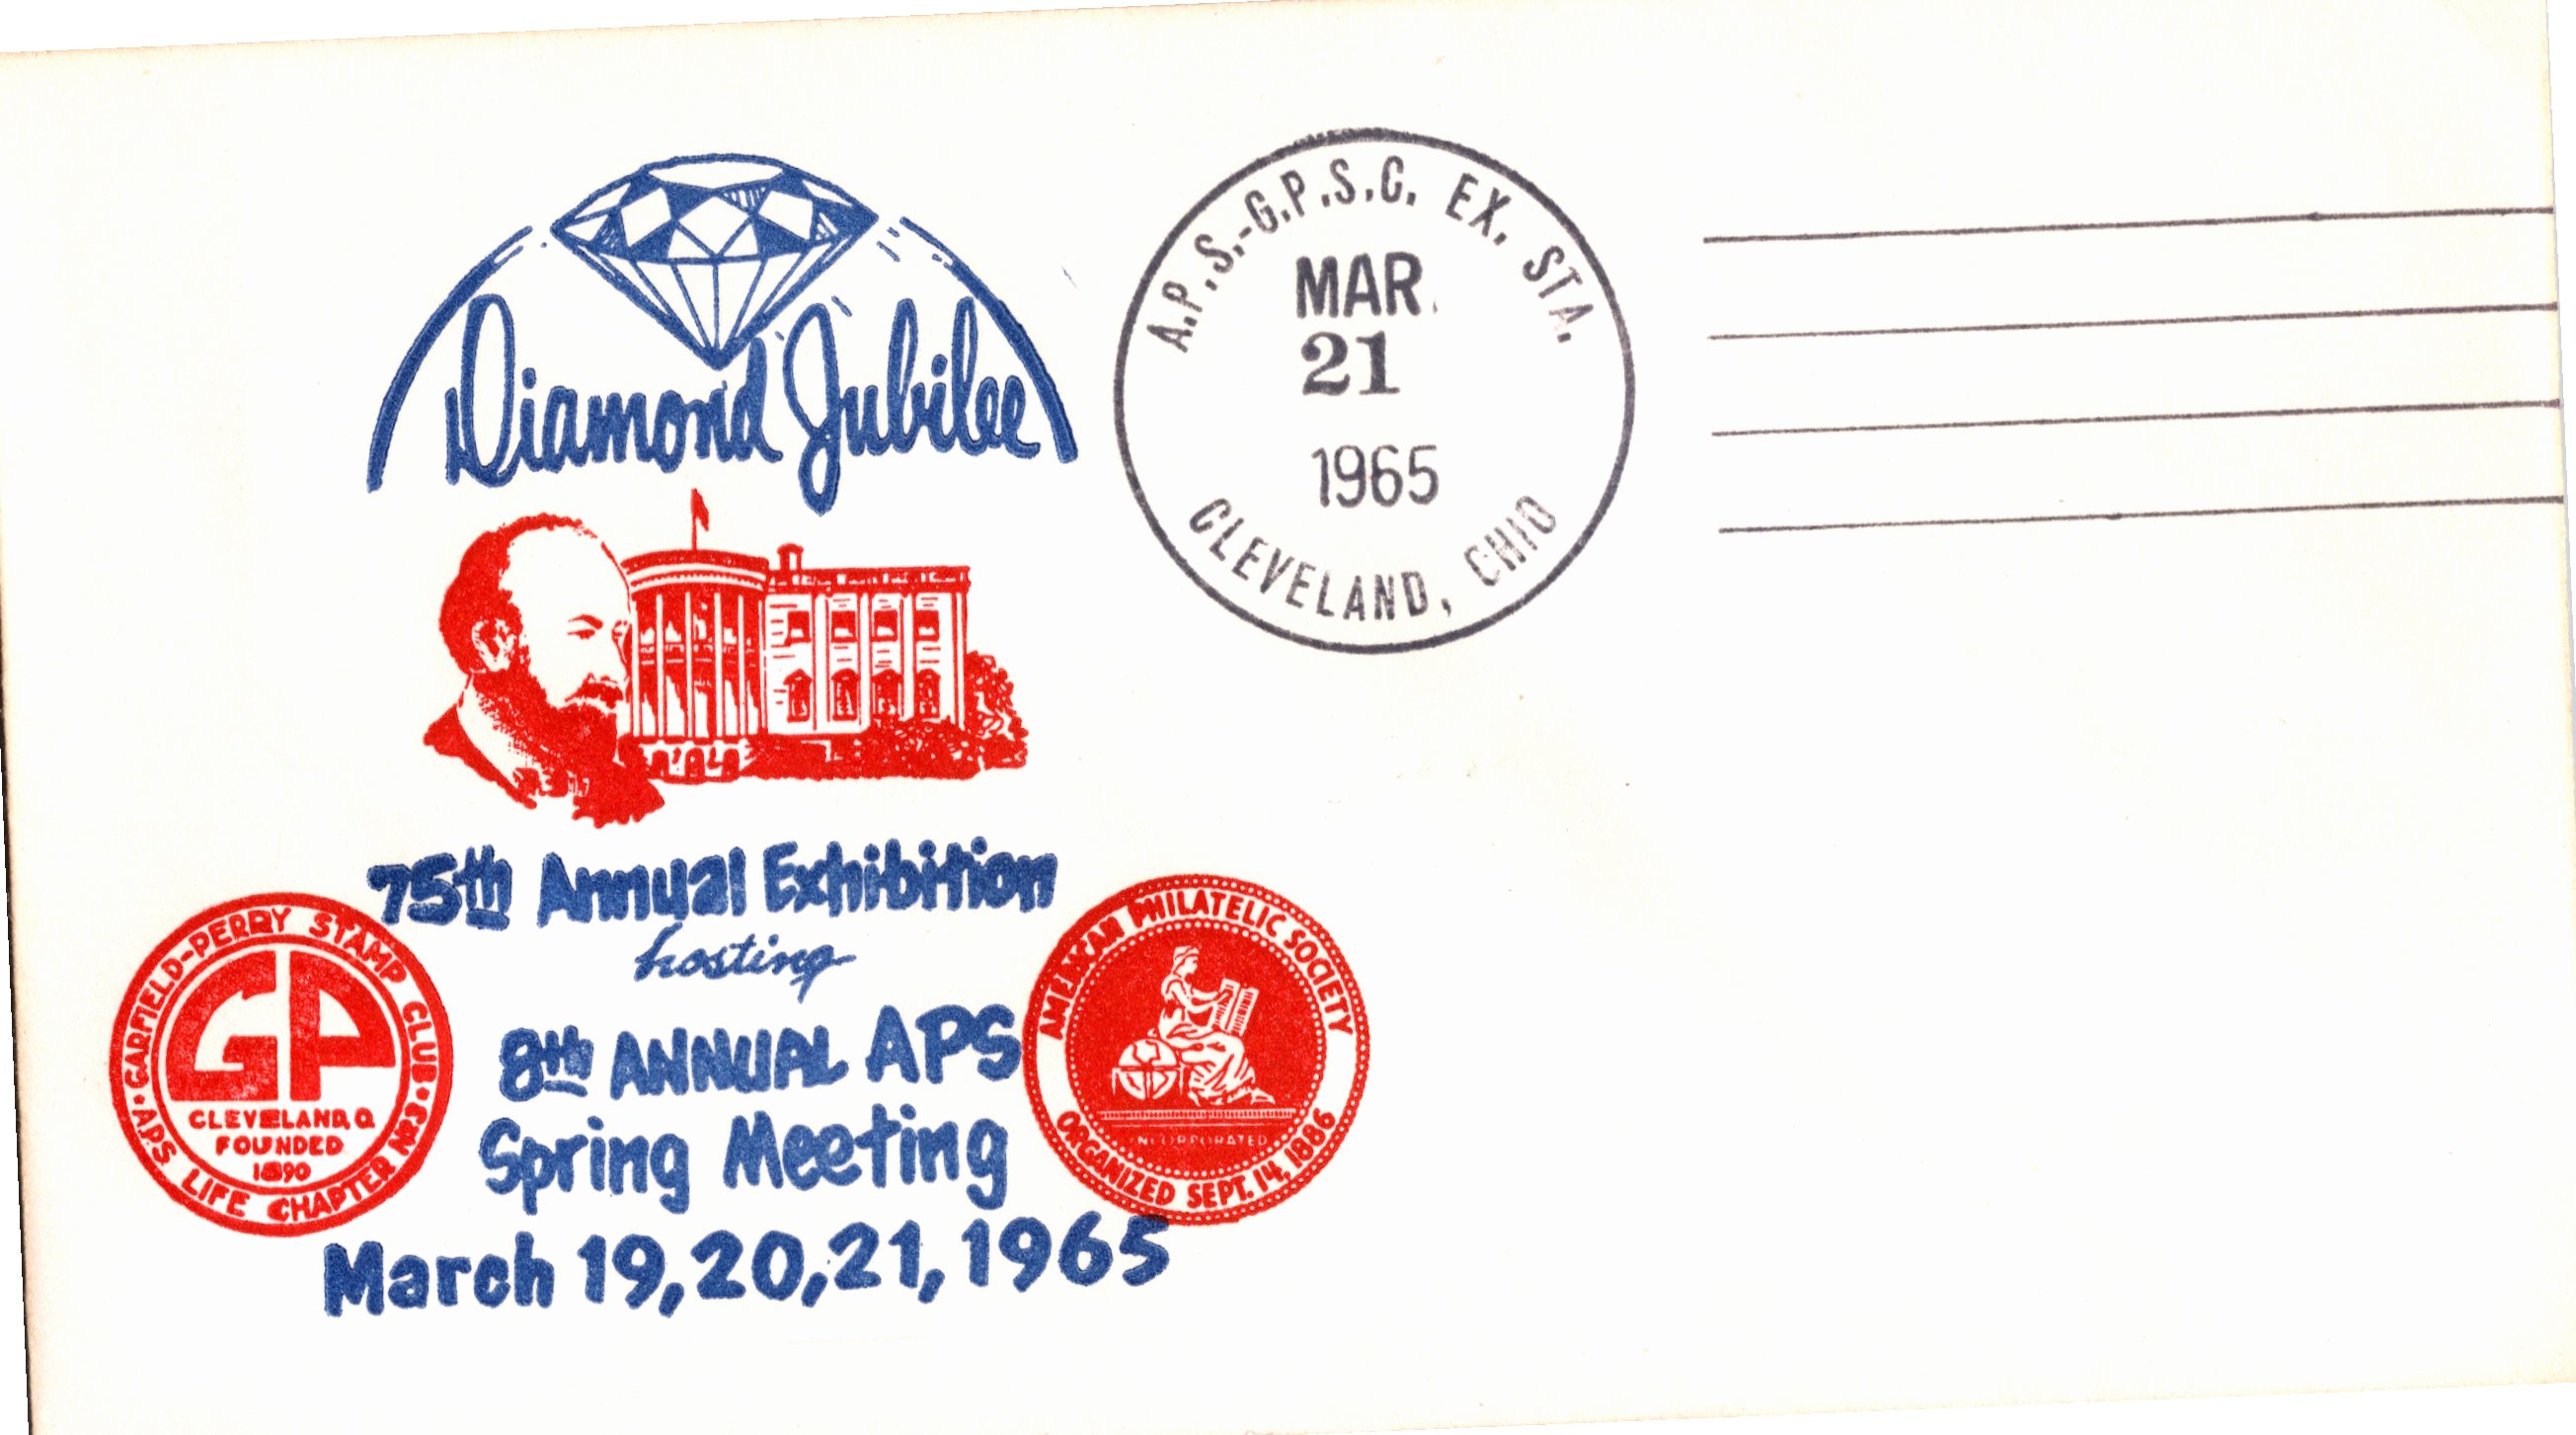 Diamond Jubilee
A.P.S.-G.P.S.C. EX. STA.
MAR.
21
1965
CLEVELAND, OHIO
75th Annual Exhibition
hosting
8th ANNUAL APS
Spring Meeting
March 19,20,21,1965
GARFIELD-PERRY STAMP CLUB
GP
CLEVELAND, O.
FOUNDED
1890
A.P.S. LIFE CHAPTER No.3
AMERICAN PHILATELIC SOCIETY
INCORPORATED
ORGANIZED SEPT. 14, 1886